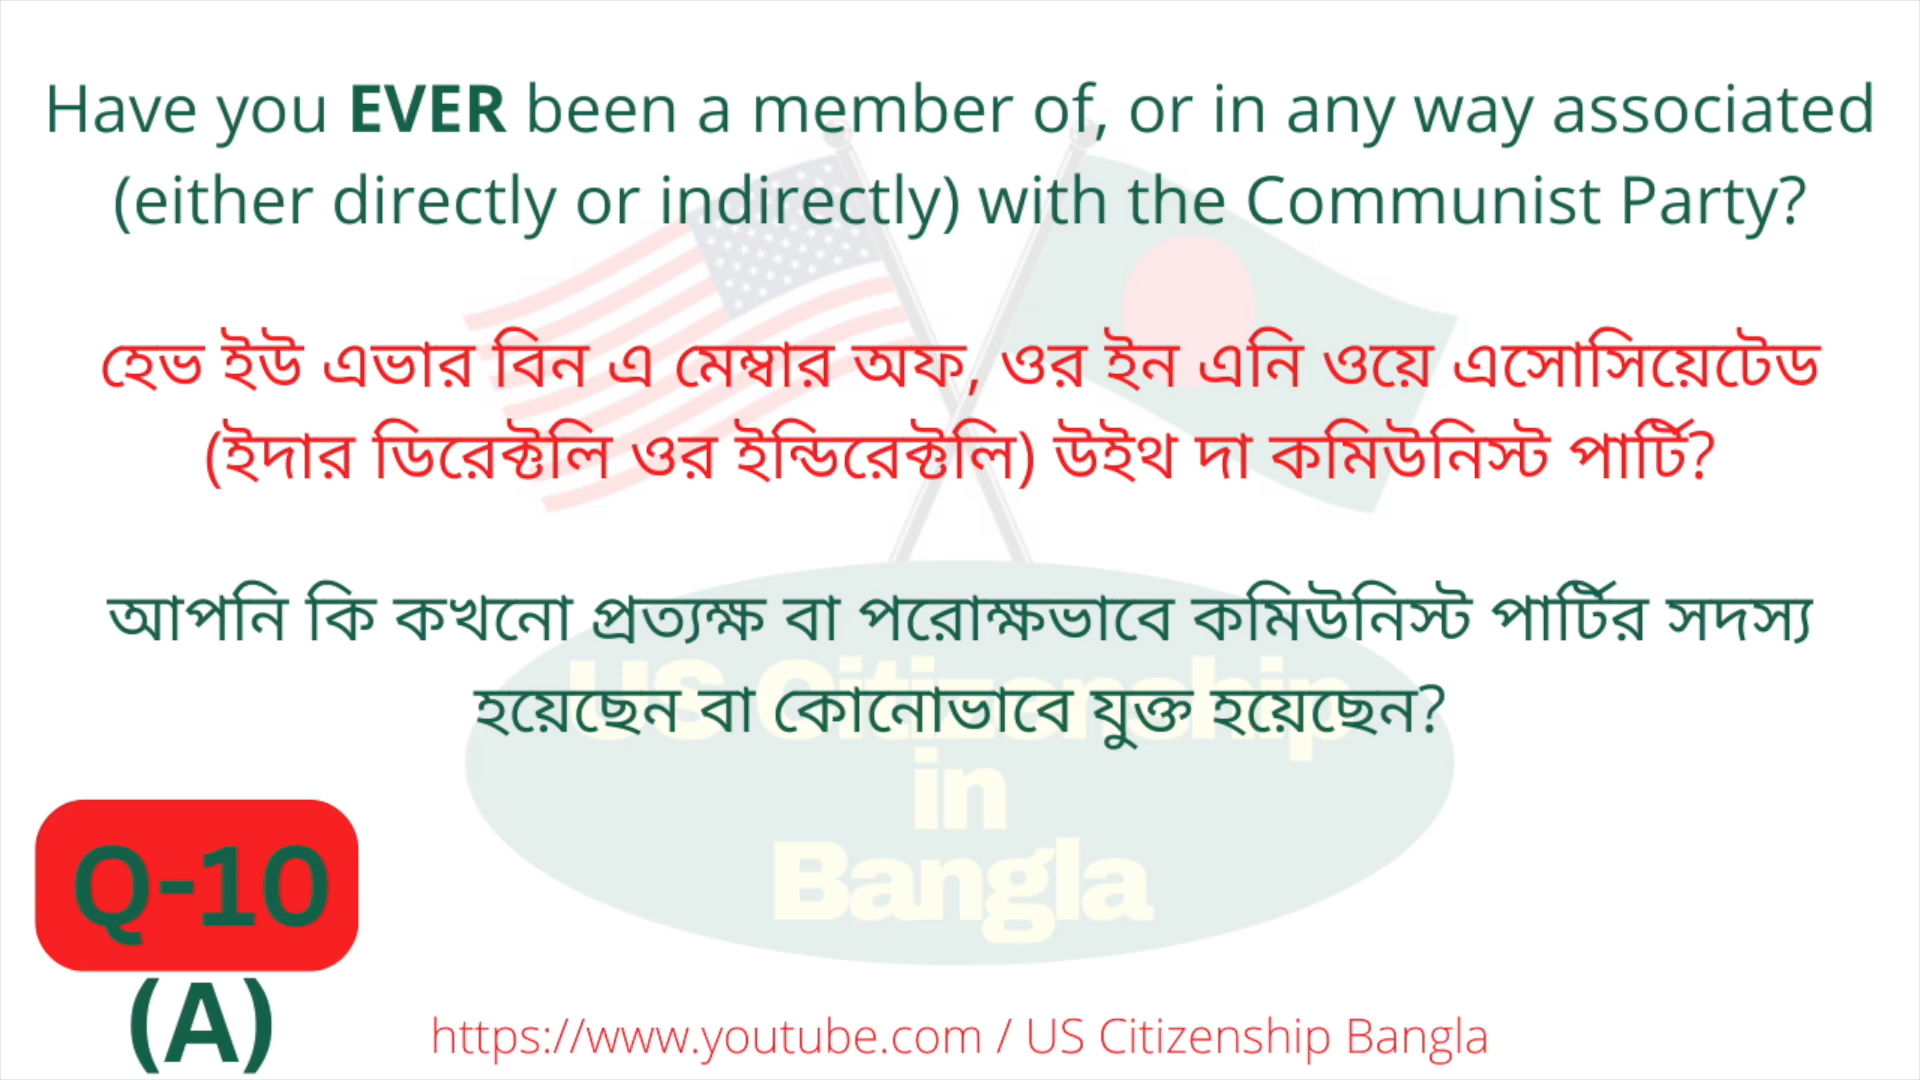 Have you EVER been a member of, or in any way associated
(either directly or indirectly) with the Communist Party?
হেভ ইউ এভার বিন এ মেম্বার অফ, ওর ইন এনি ওয়ে এসোসিয়েটেড
(ইদার ডিরেক্টলি ওর ইন্ডিরেক্টলি) উইথ দা কমিউনিস্ট পার্টি?
আপনি কি কখনো প্রত্যক্ষ বা পরোক্ষভাবে কমিউনিস্ট পার্টির সদস্য
হয়েছেন বা কোনোভাবে যুক্ত হয়েছেন?
US Citizenship
in
Bangla
Q-10
(A)
https://www.youtube.com / US Citizenship Bangla